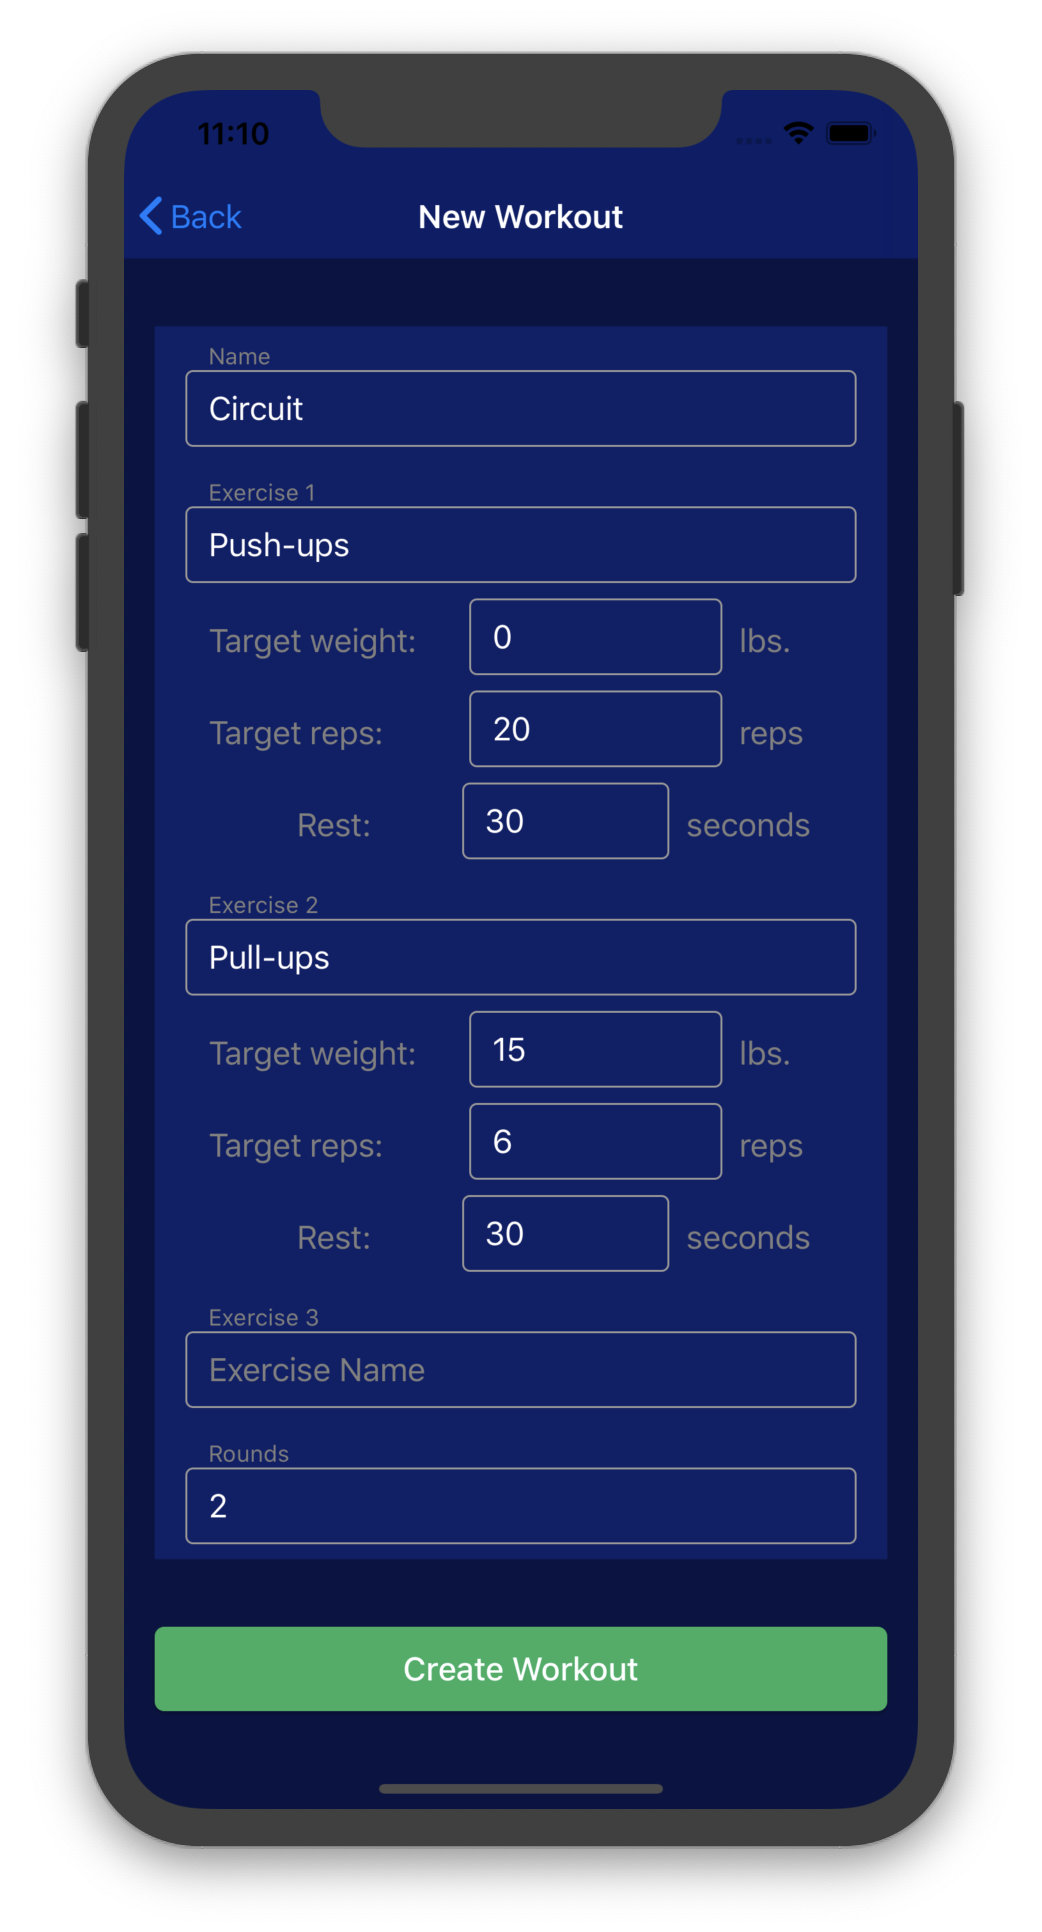 11:10
Back New Workout
Name
Circuit
Exercise 1
Push-ups
Target weight: 0 lbs.
Target reps: 20 reps
Rest: 30 seconds
Exercise 2
Pull-ups
Target weight: 15 lbs.
Target reps: 6 reps
Rest: 30 seconds
Exercise 3
Exercise Name
Rounds
2
Create Workout